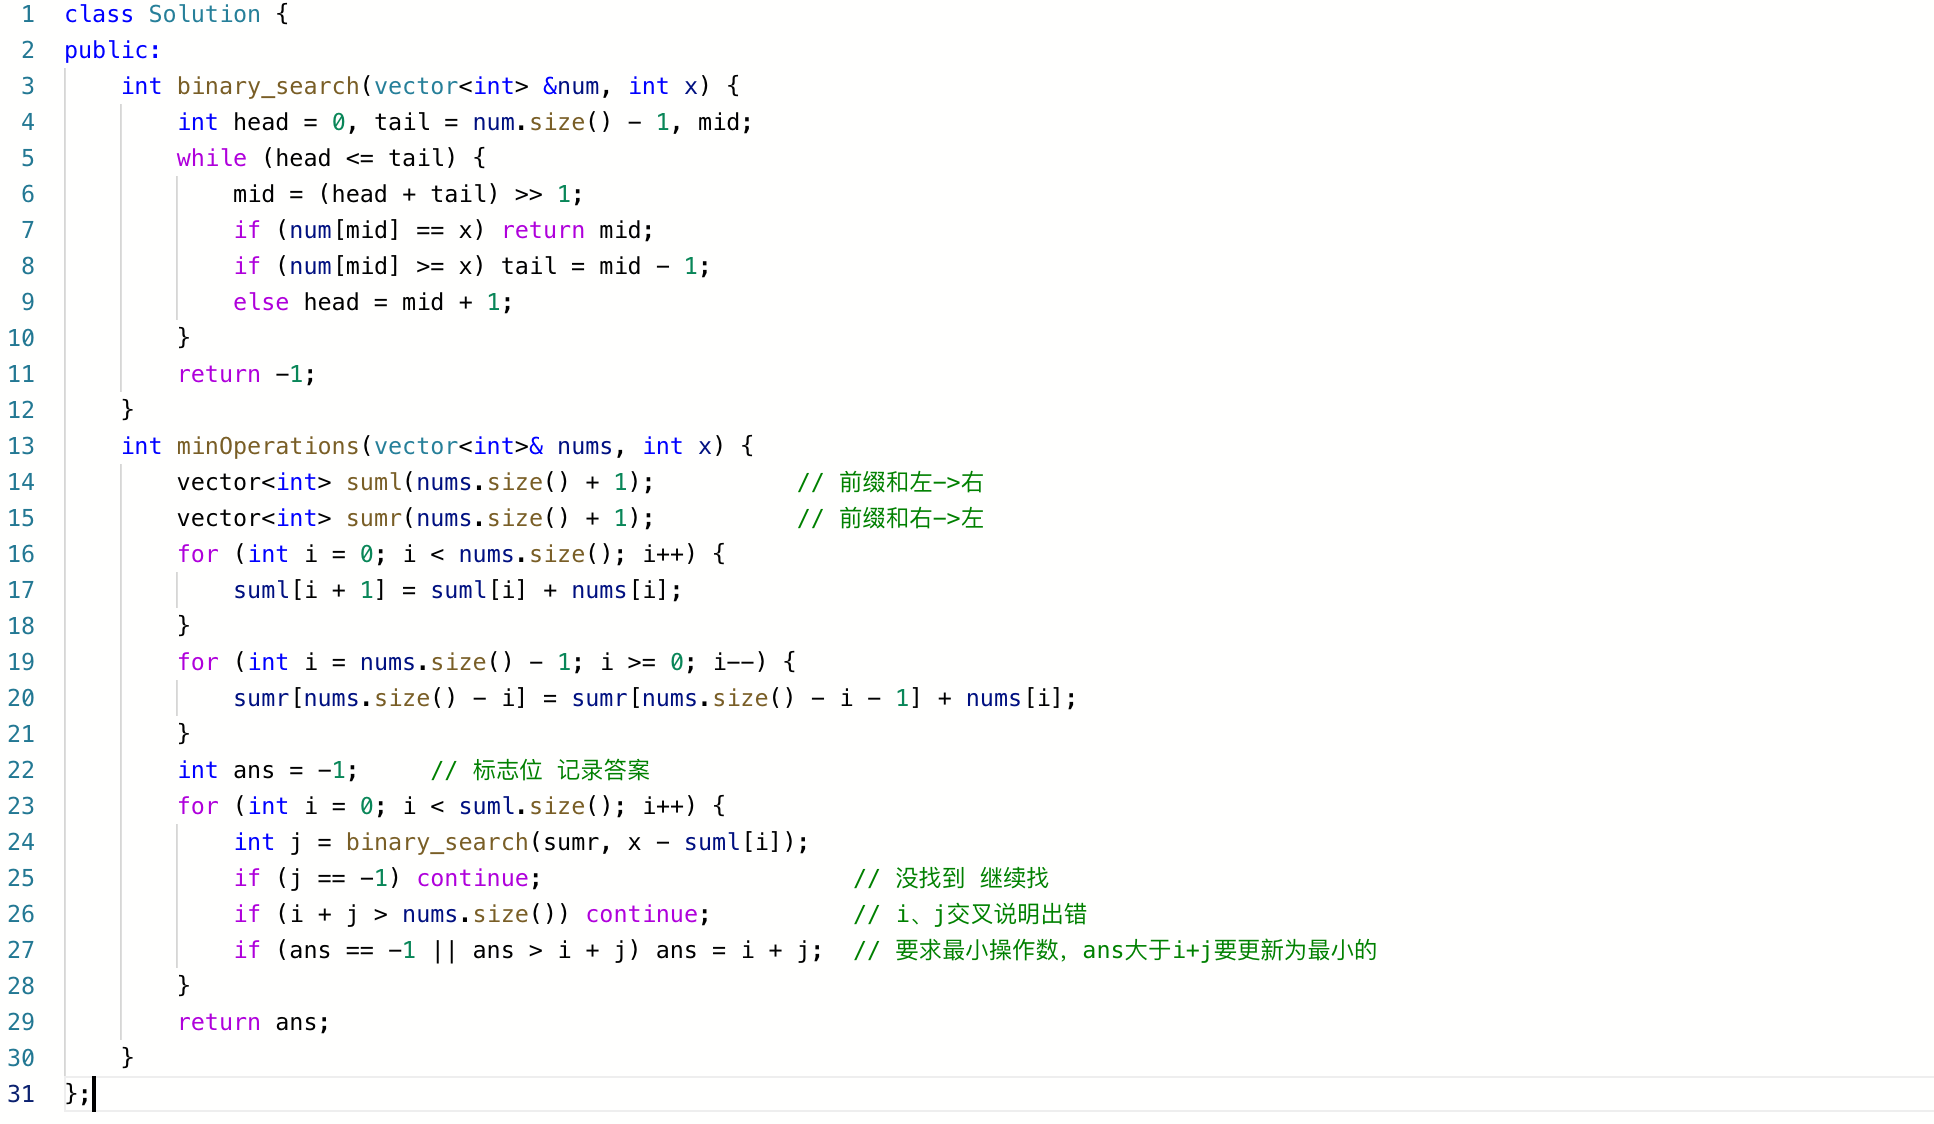 1 class Solution {
2 public:
3     int binary_search(vector<int> &num, int x) {
4         int head = 0, tail = num.size() - 1, mid;
5         while (head <= tail) {
6             mid = (head + tail) >> 1;
7             if (num[mid] == x) return mid;
8             if (num[mid] >= x) tail = mid - 1;
9             else head = mid + 1;
10         }
11         return -1;
12     }
13     int minOperations(vector<int>& nums, int x) {
14         vector<int> suml(nums.size() + 1);          // 前缀和左->右
15         vector<int> sumr(nums.size() + 1);          // 前缀和右->左
16         for (int i = 0; i < nums.size(); i++) {
17             suml[i + 1] = suml[i] + nums[i];
18         }
19         for (int i = nums.size() - 1; i >= 0; i--) {
20             sumr[nums.size() - i] = sumr[nums.size() - i - 1] + nums[i];
21         }
22         int ans = -1;     // 标志位 记录答案
23         for (int i = 0; i < suml.size(); i++) {
24             int j = binary_search(sumr, x - suml[i]);
25             if (j == -1) continue;                      // 没找到 继续找
26             if (i + j > nums.size()) continue;          // i、j交叉说明出错
27             if (ans == -1 || ans > i + j) ans = i + j;  // 要求最小操作数，ans大于i+j要更新为最小的
28         }
29         return ans;
30     }
31 };